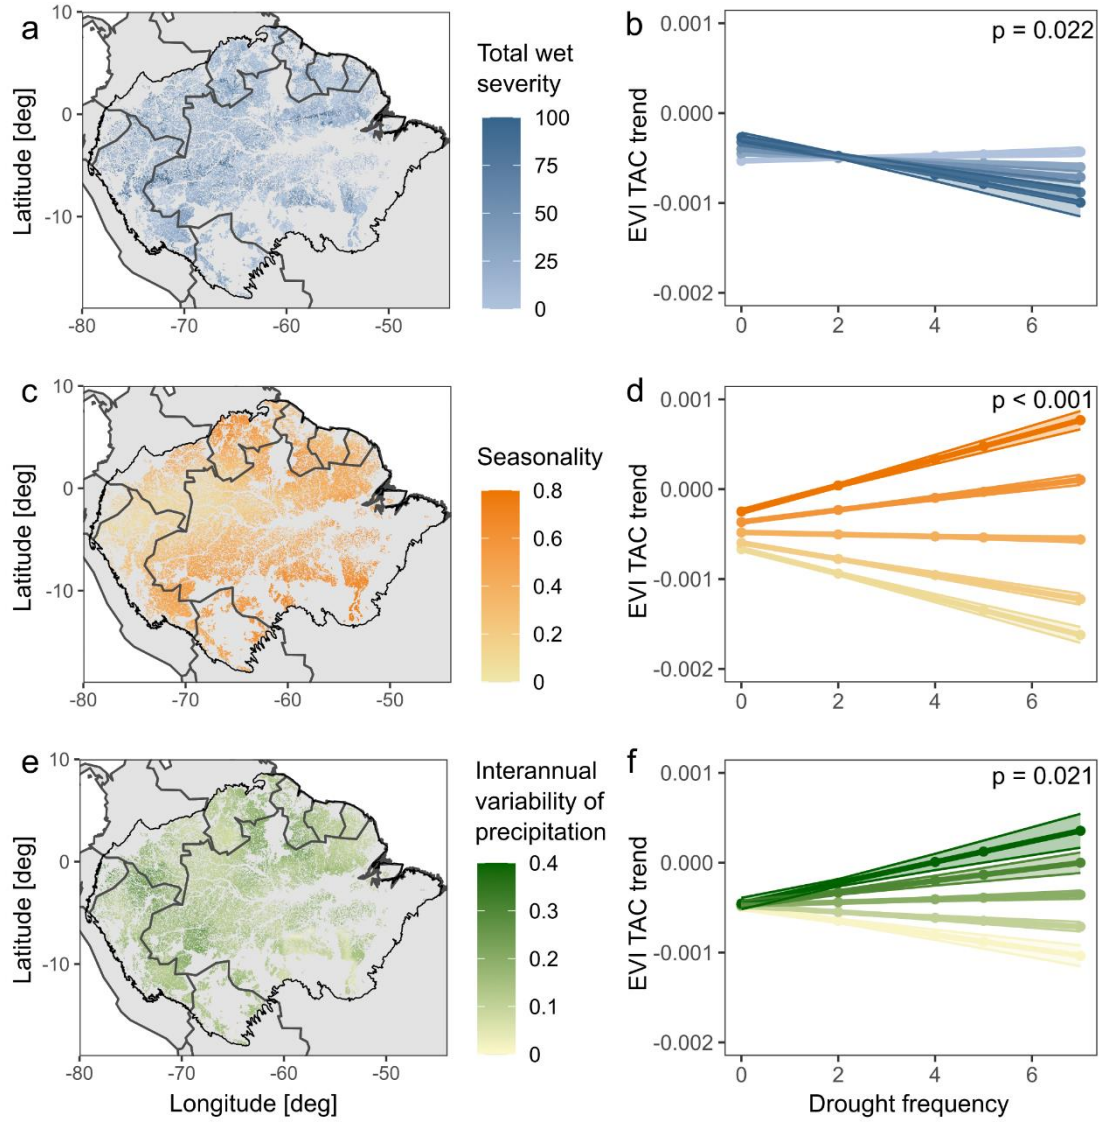 a
10
0
-10
Latitude [deg]
-80
-70
-60
-50
Total wet
severity
100
75
50
25
0
b
p = 0.022
0.001
0.000
-0.001
-0.002
EVI TAC trend
0
2
4
6
c
10
0
-10
Latitude [deg]
-80
-70
-60
-50
Seasonality
0.8
0.6
0.4
0.2
0
d
p < 0.001
0.001
0.000
-0.001
-0.002
EVI TAC trend
0
2
4
6
e
10
0
-10
Latitude [deg]
-80
-70
-60
-50
Longitude [deg]
Interannual
variability of
precipitation
0.4
0.3
0.2
0.1
0
f
p = 0.021
0.001
0.000
-0.001
-0.002
EVI TAC trend
0
2
4
6
Drought frequency